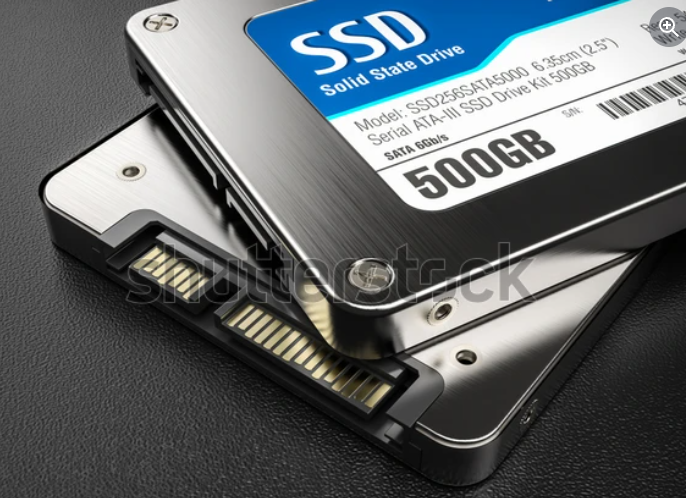 SSD
Solid State Drive
Model: SSD256SATA5000 6.35cm (2.5")
Serial ATA-III SSD Drive Kit 500GB
SATA 6Gb/s
500GB
S/N:
shutterstock